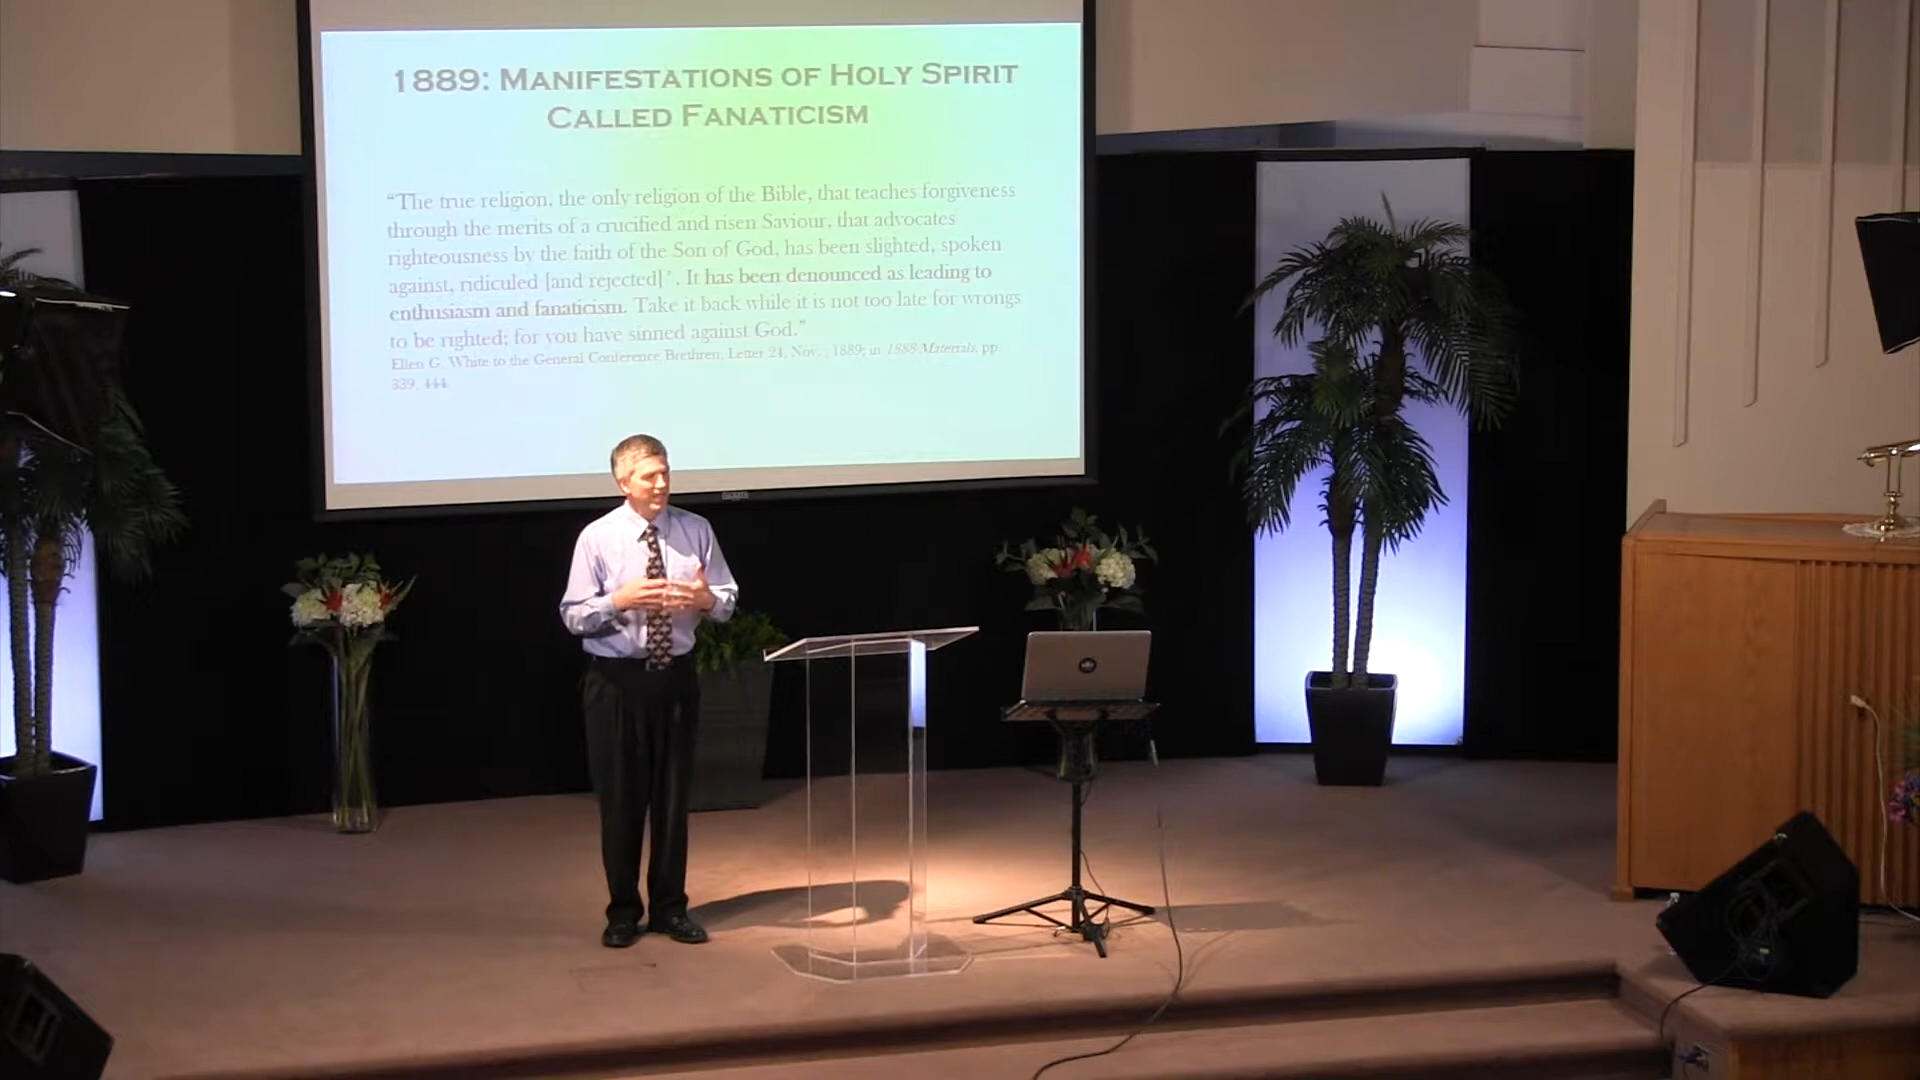 1889: MANIFESTATIONS OF HOLY SPIRIT
CALLED FANATICISM
“The true religion, the only religion of the Bible, that teaches forgiveness
through the merits of a crucified and risen Saviour, that advocates
righteousness by the faith of the Son of God, has been slighted, spoken
against, ridiculed [and rejected]”. It has been denounced as leading to
enthusiasm and fanaticism. Take it back while it is not too late for wrongs
to be righted; for you have sinned against God.”
Ellen G. White to the General Conference Brethren, Letter 24, Nov. , 1889; in 1888 Materials, pp.
339, 444